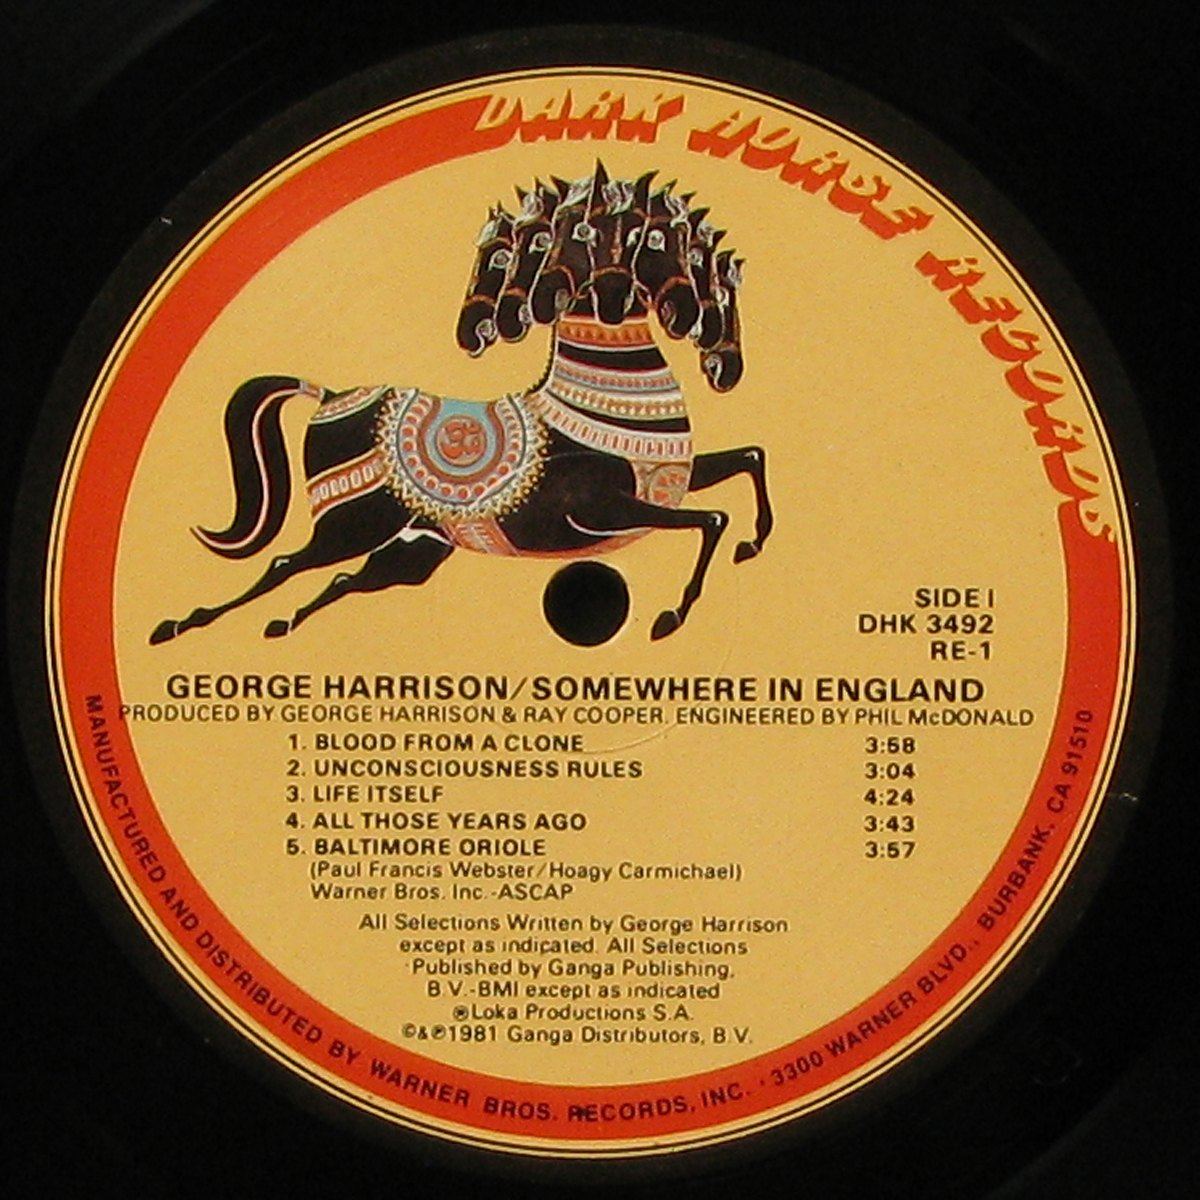 DARK HORSE RECORDS
ॐ
SIDE I
DHK 3492
RE-1
GEORGE HARRISON/SOMEWHERE IN ENGLAND
PRODUCED BY GEORGE HARRISON & RAY COOPER. ENGINEERED BY PHIL McDONALD
1. BLOOD FROM A CLONE 3:58
2. UNCONSCIOUSNESS RULES 3:04
3. LIFE ITSELF 4:24
4. ALL THOSE YEARS AGO 3:43
5. BALTIMORE ORIOLE 3:57
(Paul Francis Webster/Hoagy Carmichael)
Warner Bros. Inc.-ASCAP
All Selections Written by George Harrison
except as indicated. All Selections
Published by Ganga Publishing,
B.V.-BMI except as indicated
℗Loka Productions S.A.
©&℗1981 Ganga Distributors, B.V.
MANUFACTURED AND DISTRIBUTED BY WARNER BROS. RECORDS, INC. · 3300 WARNER BLVD., BURBANK, CA 91510